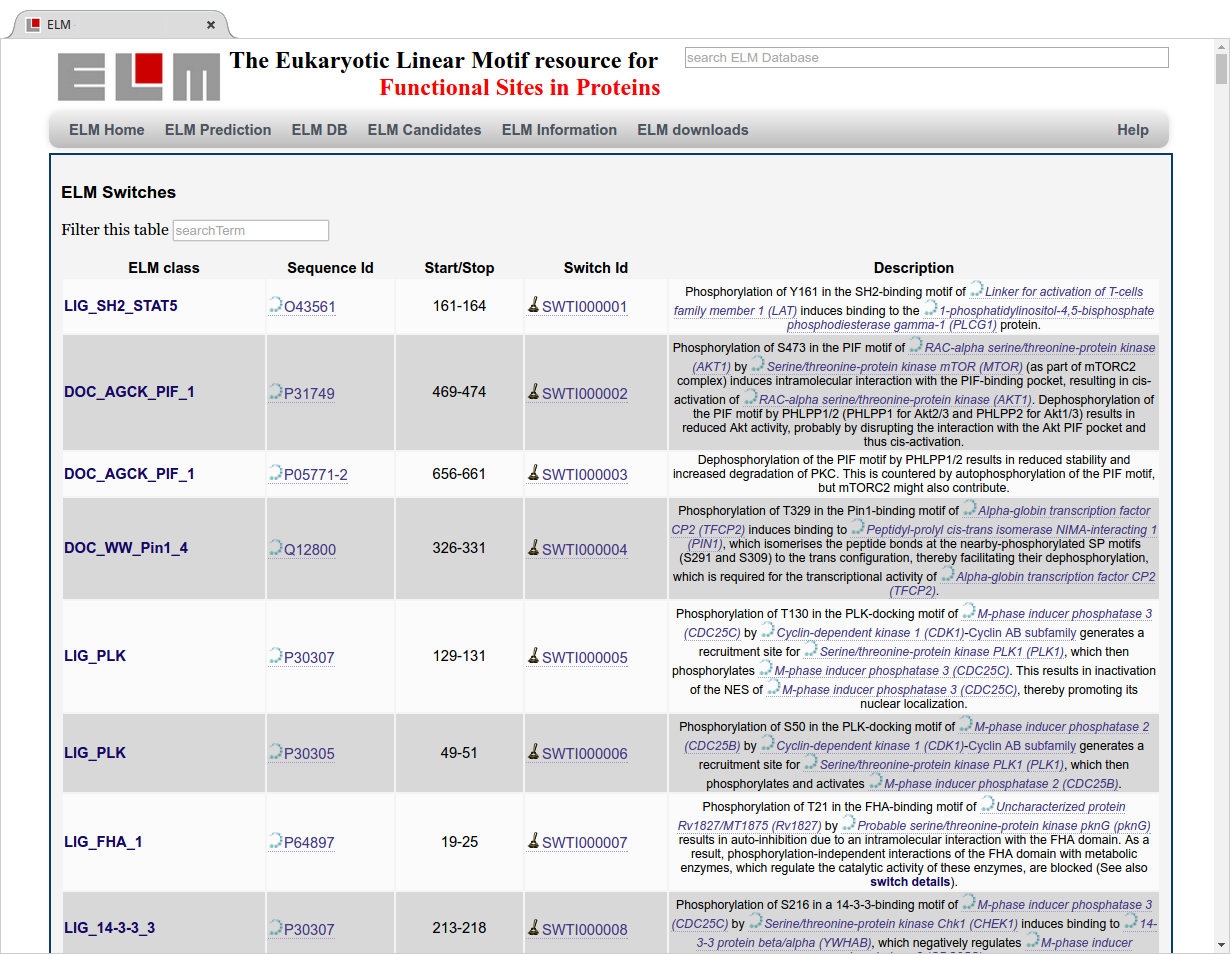 ELM
ELM
The Eukaryotic Linear Motif resource for
Functional Sites in Proteins
search ELM Database
ELM Home ELM Prediction ELM DB ELM Candidates ELM Information ELM downloads Help
ELM Switches
Filter this table searchTerm
ELM class Sequence Id Start/Stop Switch Id Description
LIG_SH2_STAT5 O43561 161-164 SWTI000001
Phosphorylation of Y161 in the SH2-binding motif of Linker for activation of T-cells
family member 1 (LAT) induces binding to the 1-phosphatidylinositol-4,5-bisphosphate
phosphodiesterase gamma-1 (PLCG1) protein.
DOC_AGCK_PIF_1 P31749 469-474 SWTI000002
Phosphorylation of S473 in the PIF motif of RAC-alpha serine/threonine-protein kinase
(AKT1) by Serine/threonine-protein kinase mTOR (MTOR) (as part of mTORC2
complex) induces intramolecular interaction with the PIF-binding pocket, resulting in cis-
activation of RAC-alpha serine/threonine-protein kinase (AKT1). Dephosphorylation of
the PIF motif by PHLPP1/2 (PHLPP1 for Akt2/3 and PHLPP2 for Akt1/3) results in
reduced Akt activity, probably by disrupting the interaction with the Akt PIF pocket and
thus cis-activation.
DOC_AGCK_PIF_1 P05771-2 656-661 SWTI000003
Dephosphorylation of the PIF motif by PHLPP1/2 results in reduced stability and
increased degradation of PKC. This is countered by autophosphorylation of the PIF motif,
but mTORC2 might also contribute.
DOC_WW_Pin1_4 Q12800 326-331 SWTI000004
Phosphorylation of T329 in the Pin1-binding motif of Alpha-globin transcription factor
CP2 (TFCP2) induces binding to Peptidyl-prolyl cis-trans isomerase NIMA-interacting 1
(PIN1), which isomerises the peptide bonds at the nearby-phosphorylated SP motifs
(S291 and S309) to the trans configuration, thereby facilitating their dephosphorylation,
which is required for the transcriptional activity of Alpha-globin transcription factor CP2
(TFCP2).
LIG_PLK P30307 129-131 SWTI000005
Phosphorylation of T130 in the PLK-docking motif of M-phase inducer phosphatase 3
(CDC25C) by Cyclin-dependent kinase 1 (CDK1)-Cyclin AB subfamily generates a
recruitment site for Serine/threonine-protein kinase PLK1 (PLK1), which then
phosphorylates M-phase inducer phosphatase 3 (CDC25C). This results in inactivation
of the NES of M-phase inducer phosphatase 3 (CDC25C), thereby promoting its
nuclear localization.
LIG_PLK P30305 49-51 SWTI000006
Phosphorylation of S50 in the PLK-docking motif of M-phase inducer phosphatase 2
(CDC25B) by Cyclin-dependent kinase 1 (CDK1)-Cyclin AB subfamily generates a
recruitment site for Serine/threonine-protein kinase PLK1 (PLK1), which then
phosphorylates and activates M-phase inducer phosphatase 2 (CDC25B).
LIG_FHA_1 P64897 19-25 SWTI000007
Phosphorylation of T21 in the FHA-binding motif of Uncharacterized protein
Rv1827/MT1875 (Rv1827) by Probable serine/threonine-protein kinase pknG (pknG)
results in auto-inhibition due to an intramolecular interaction with the FHA domain. As a
result, phosphorylation-independent interactions of the FHA domain with metabolic
enzymes, which regulate the catalytic activity of these enzymes, are blocked (See also
switch details).
LIG_14-3-3_3 P30307 213-218 SWTI000008
Phosphorylation of S216 in a 14-3-3-binding motif of M-phase inducer phosphatase 3
(CDC25C) by Serine/threonine-protein kinase Chk1 (CHEK1) induces binding to 14-
3-3 protein beta/alpha (YWHAB), which negatively regulates M-phase inducer